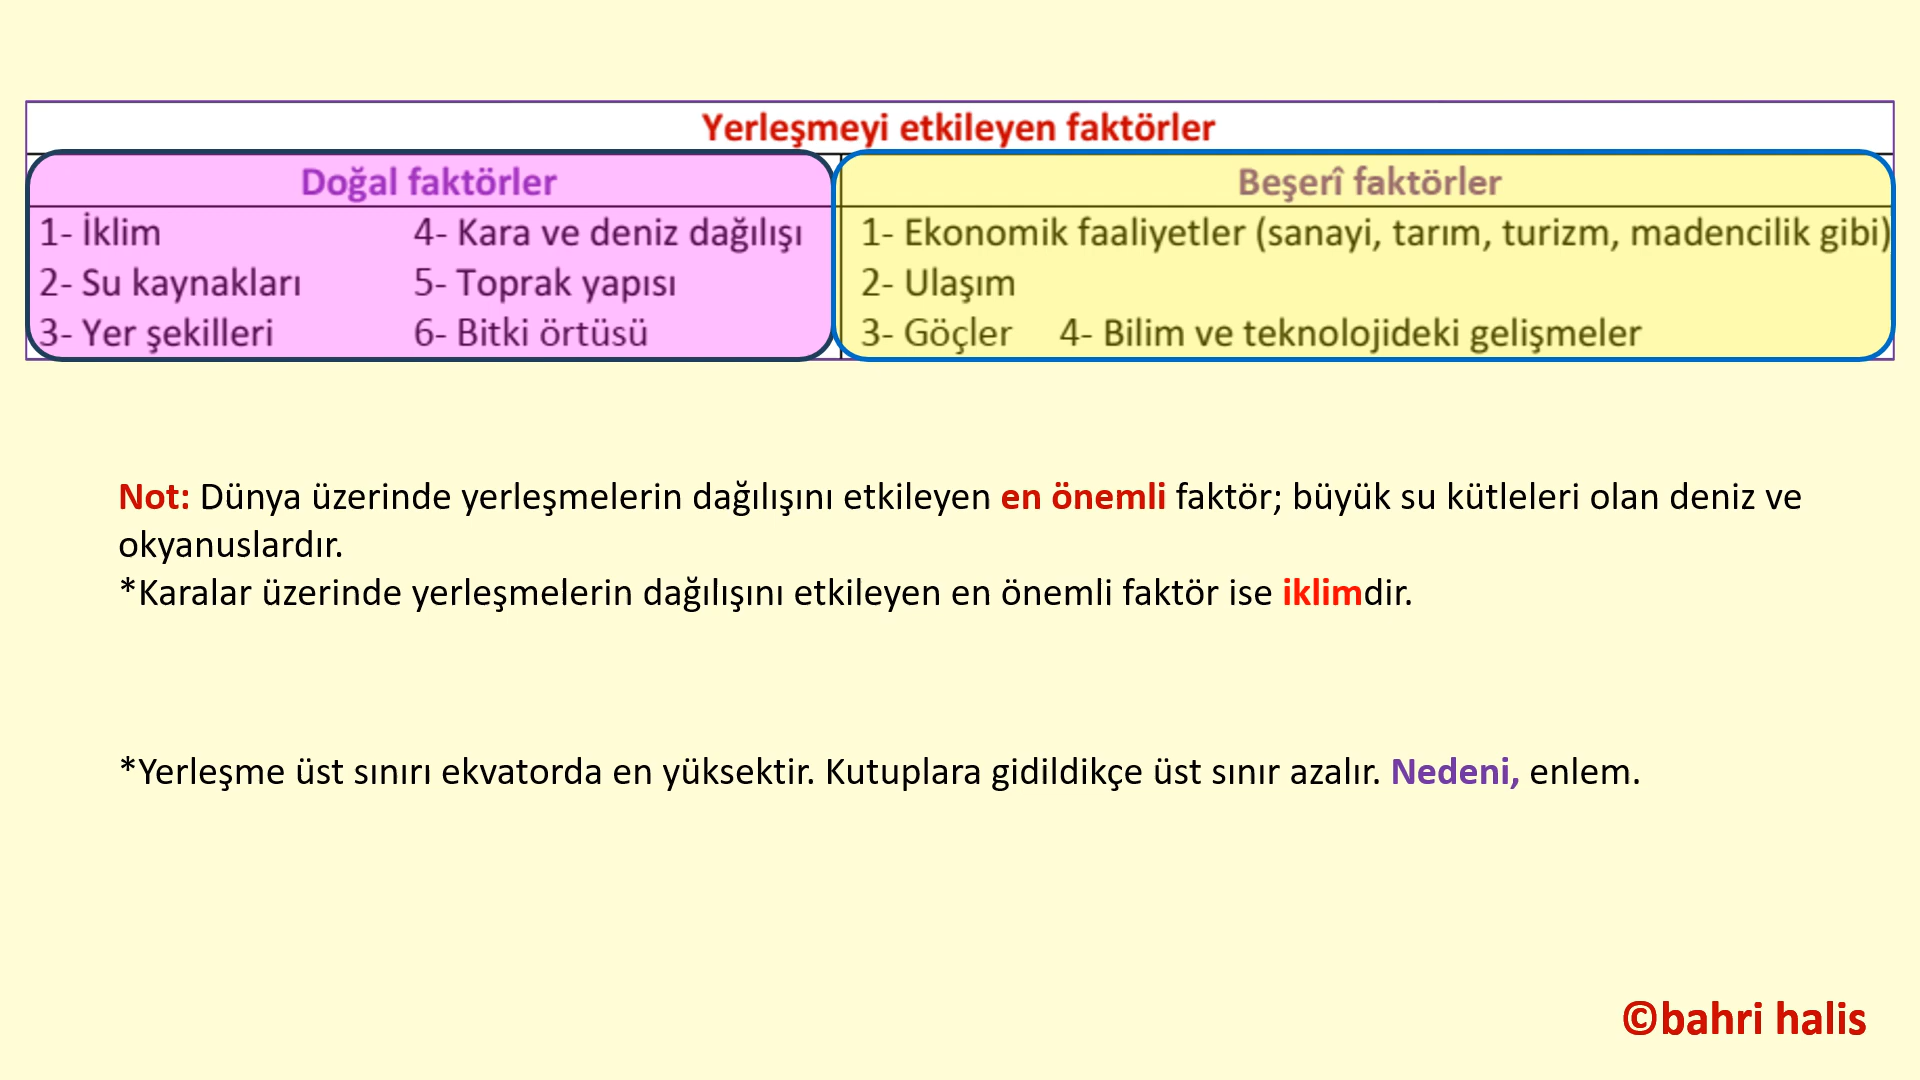 Yerleşmeyi etkileyen faktörler
Doğal faktörler
1- İklim 4- Kara ve deniz dağılışı
2- Su kaynakları 5- Toprak yapısı
3- Yer şekilleri 6- Bitki örtüsü
Beşerî faktörler
1- Ekonomik faaliyetler (sanayi, tarım, turizm, madencilik gibi)
2- Ulaşım
3- Göçler 4- Bilim ve teknolojideki gelişmeler
Not: Dünya üzerinde yerleşmelerin dağılışını etkileyen en önemli faktör; büyük su kütleleri olan deniz ve
okyanuslardır.
*Karalar üzerinde yerleşmelerin dağılışını etkileyen en önemli faktör ise iklimdir.
*Yerleşme üst sınırı ekvatorda en yüksektir. Kutuplara gidildikçe üst sınır azalır. Nedeni, enlem.
©bahri halis